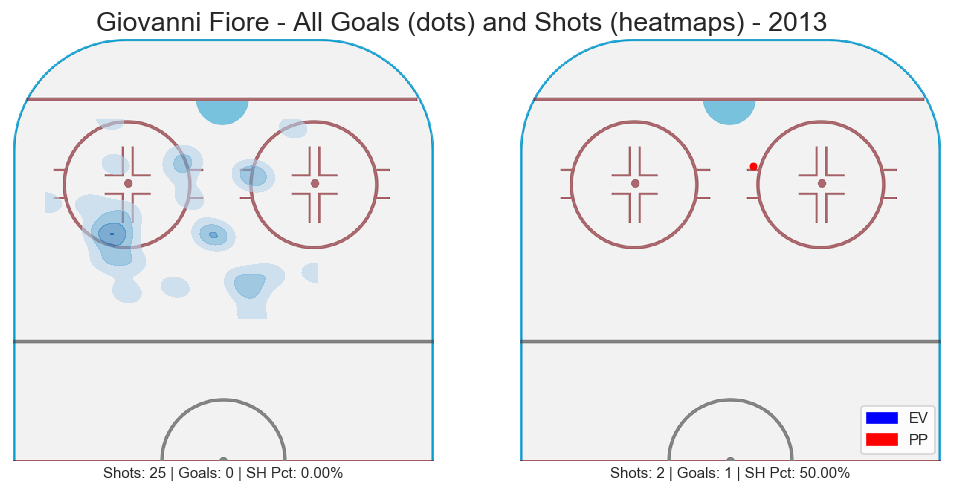 Giovanni Fiore - All Goals (dots) and Shots (heatmaps) - 2013
EV
PP
Shots: 25 | Goals: 0 | SH Pct: 0.00%
Shots: 2 | Goals: 1 | SH Pct: 50.00%